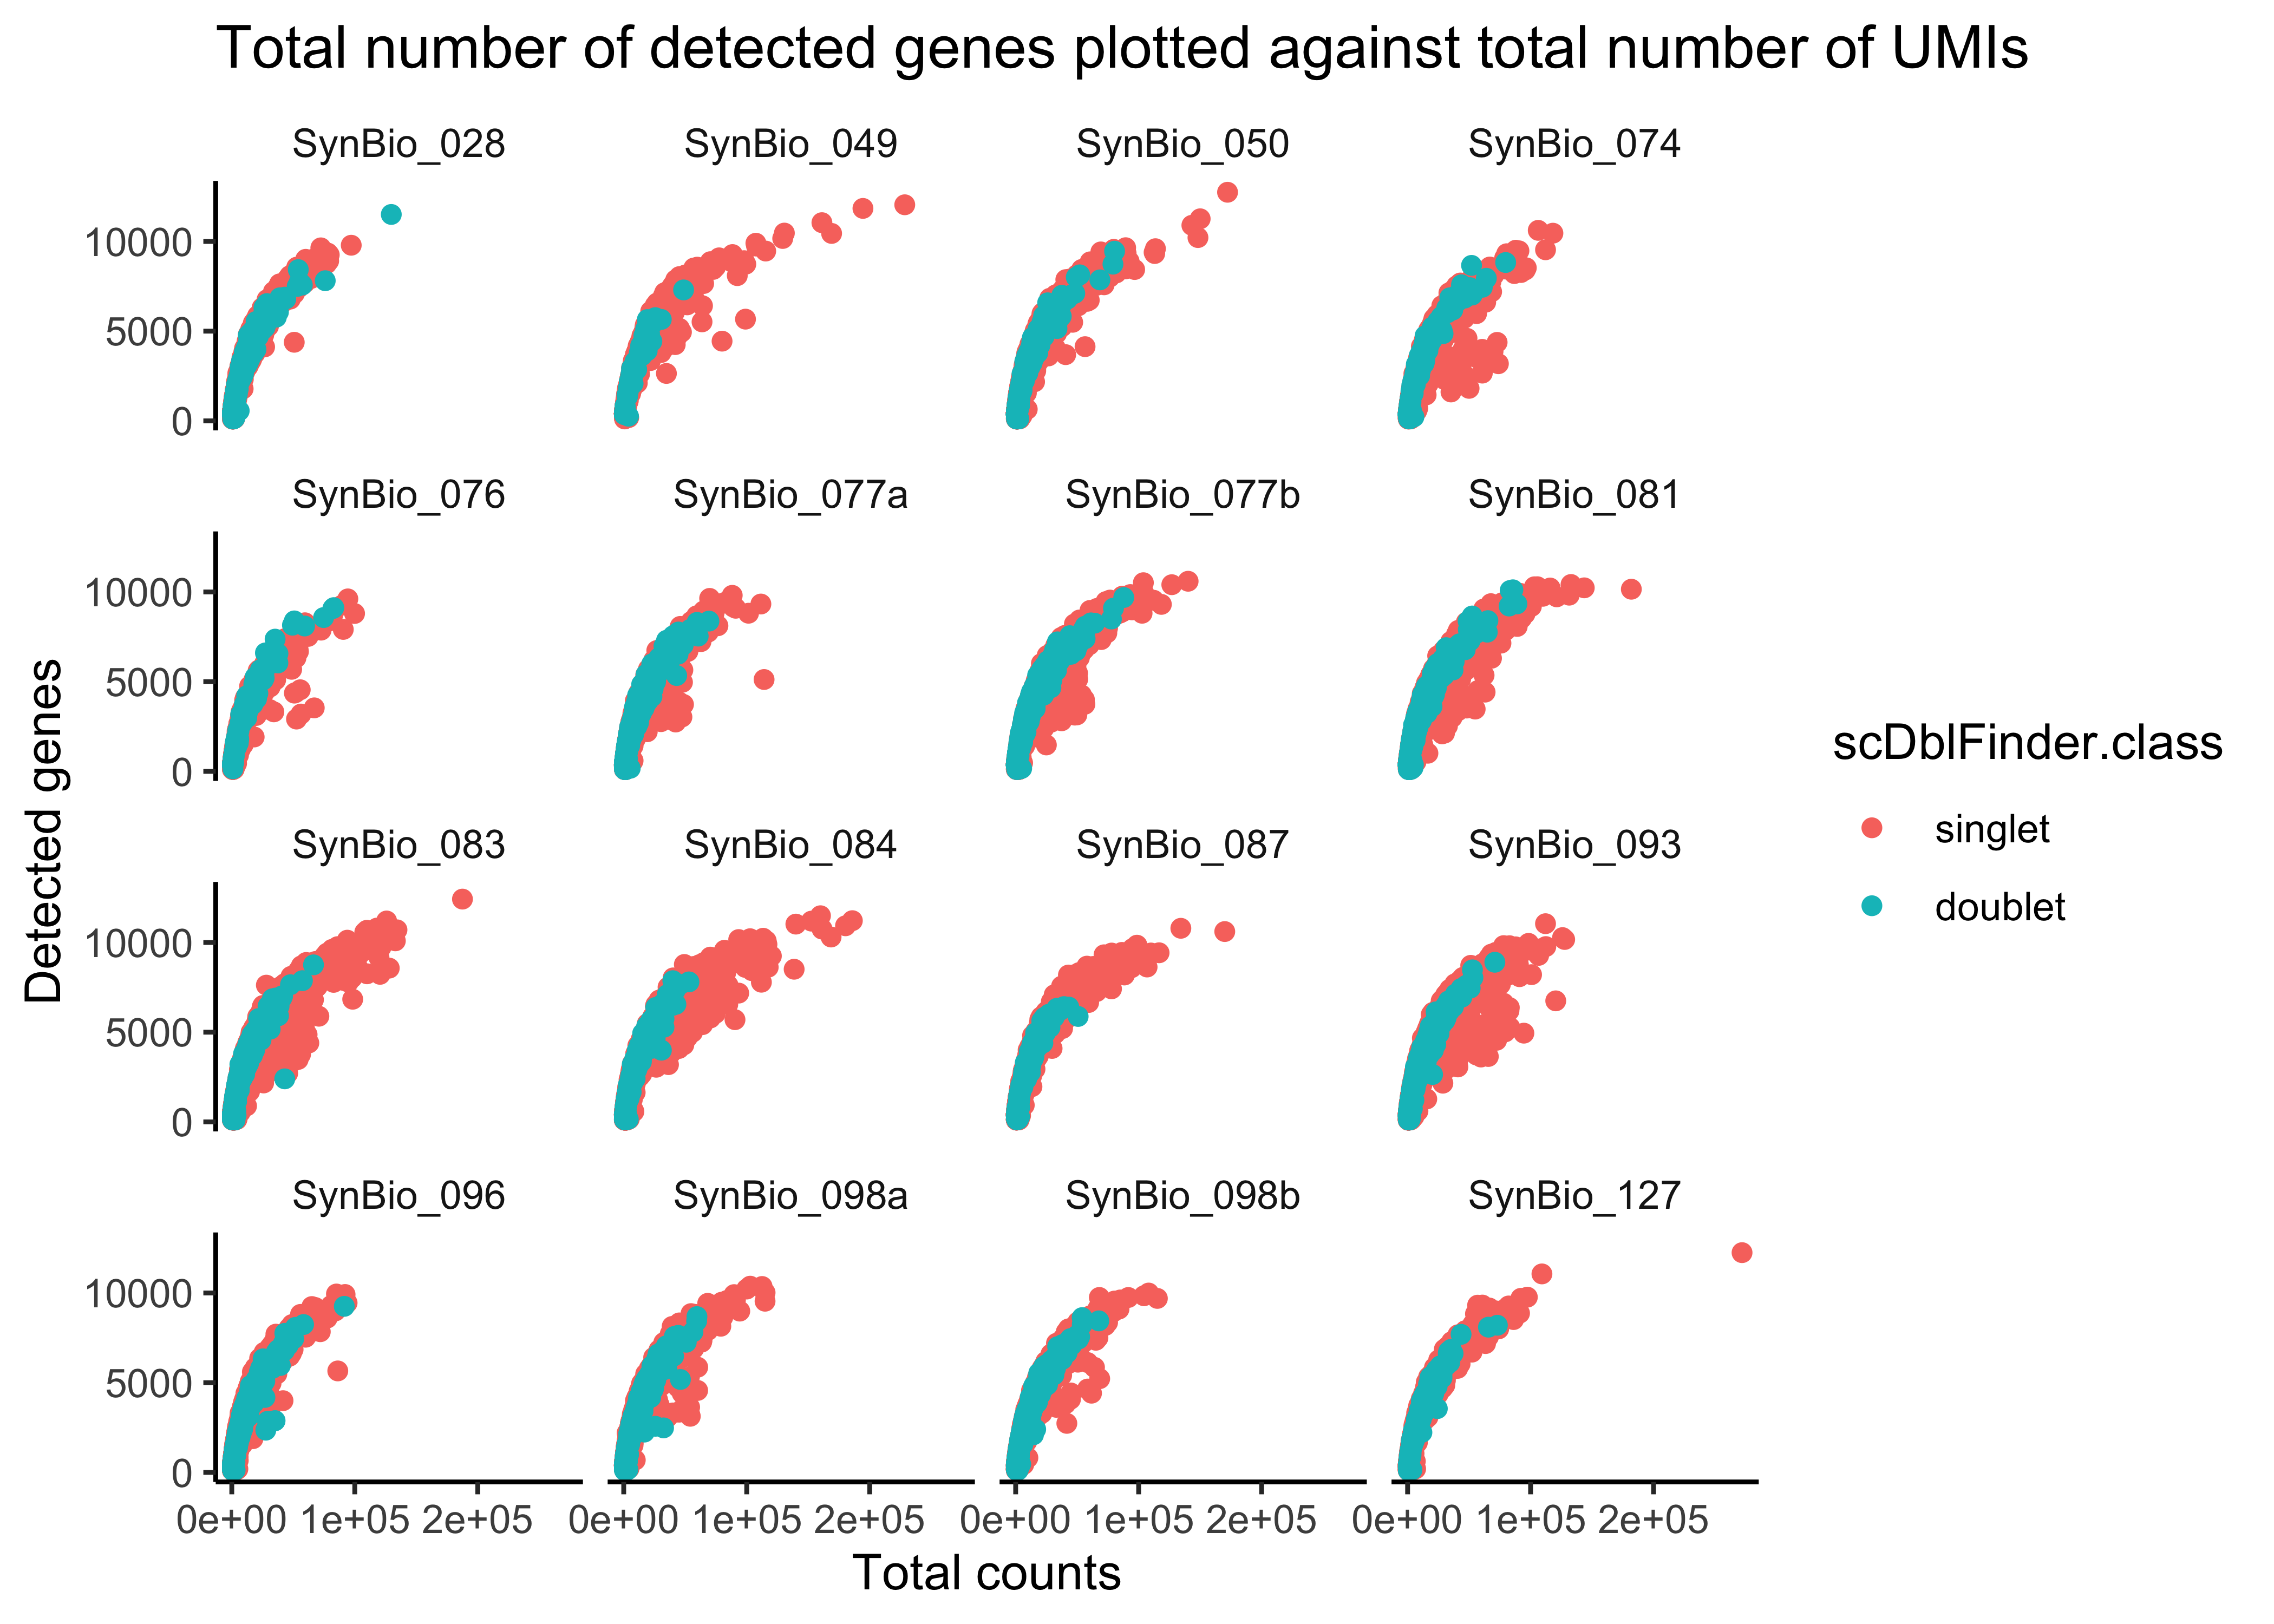 Total number of detected genes plotted against total number of UMIs
SynBio_028 SynBio_049 SynBio_050 SynBio_074
10000
5000
0
SynBio_076 SynBio_077a SynBio_077b SynBio_081
10000
5000
0
SynBio_083 SynBio_084 SynBio_087 SynBio_093
10000
5000
0
SynBio_096 SynBio_098a SynBio_098b SynBio_127
10000
5000
0
0e+00 1e+05 2e+05 0e+00 1e+05 2e+05 0e+00 1e+05 2e+05 0e+00 1e+05 2e+05
Total counts
Detected genes
scDblFinder.class
singlet
doublet